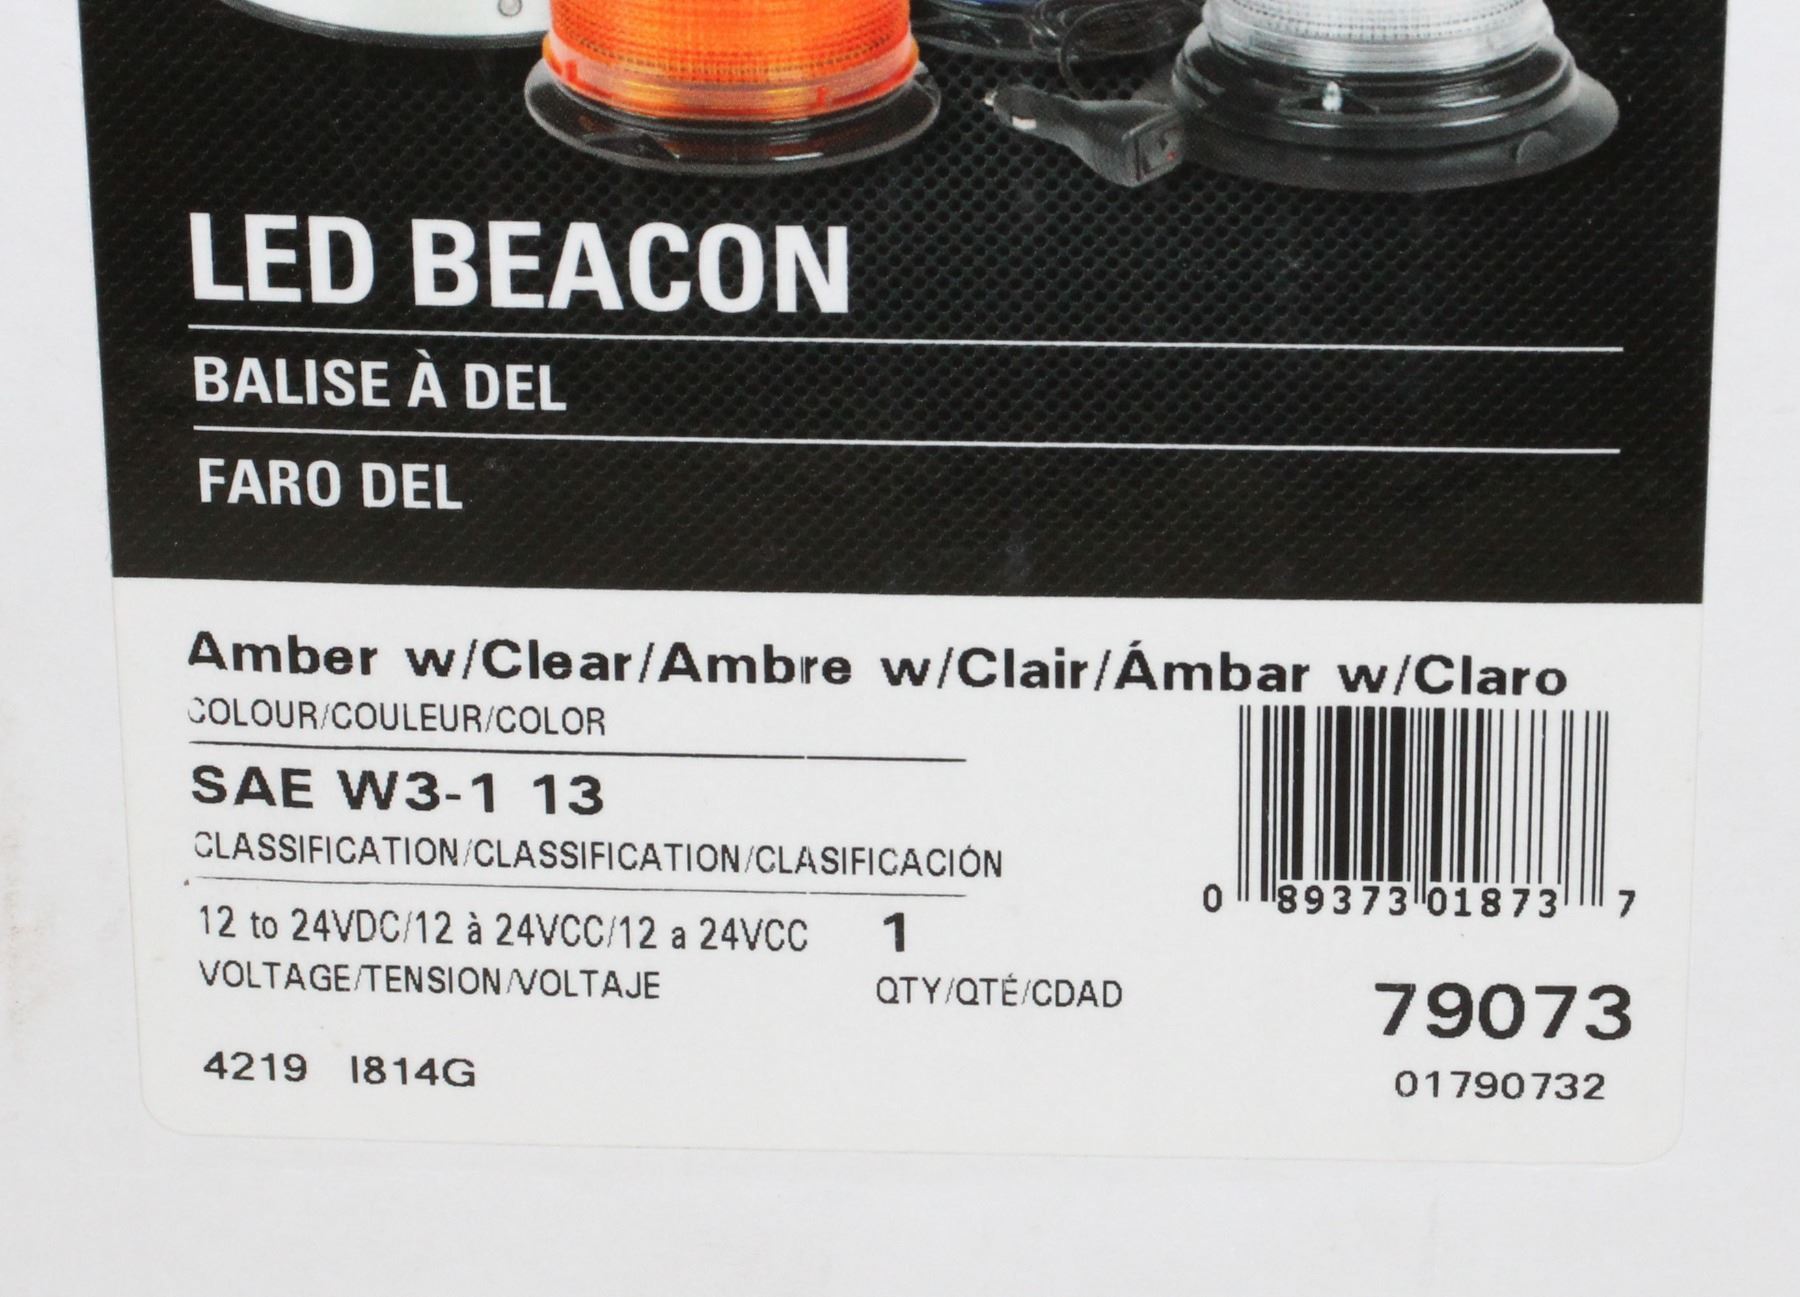 LED BEACON
BALISE À DEL
FARO DEL
Amber w/Clear/Ambre w/Clair/Ámbar w/Claro
COLOUR/COULEUR/COLOR
SAE W3-1 13
CLASSIFICATION/CLASSIFICATION/CLASIFICACIÓN
12 to 24VDC/12 à 24VCC/12 a 24VCC 1
VOLTAGE/TENSION/VOLTAJE QTY/QTÉ/CDAD
0 89373 01873 7
79073
4219 I814G
01790732